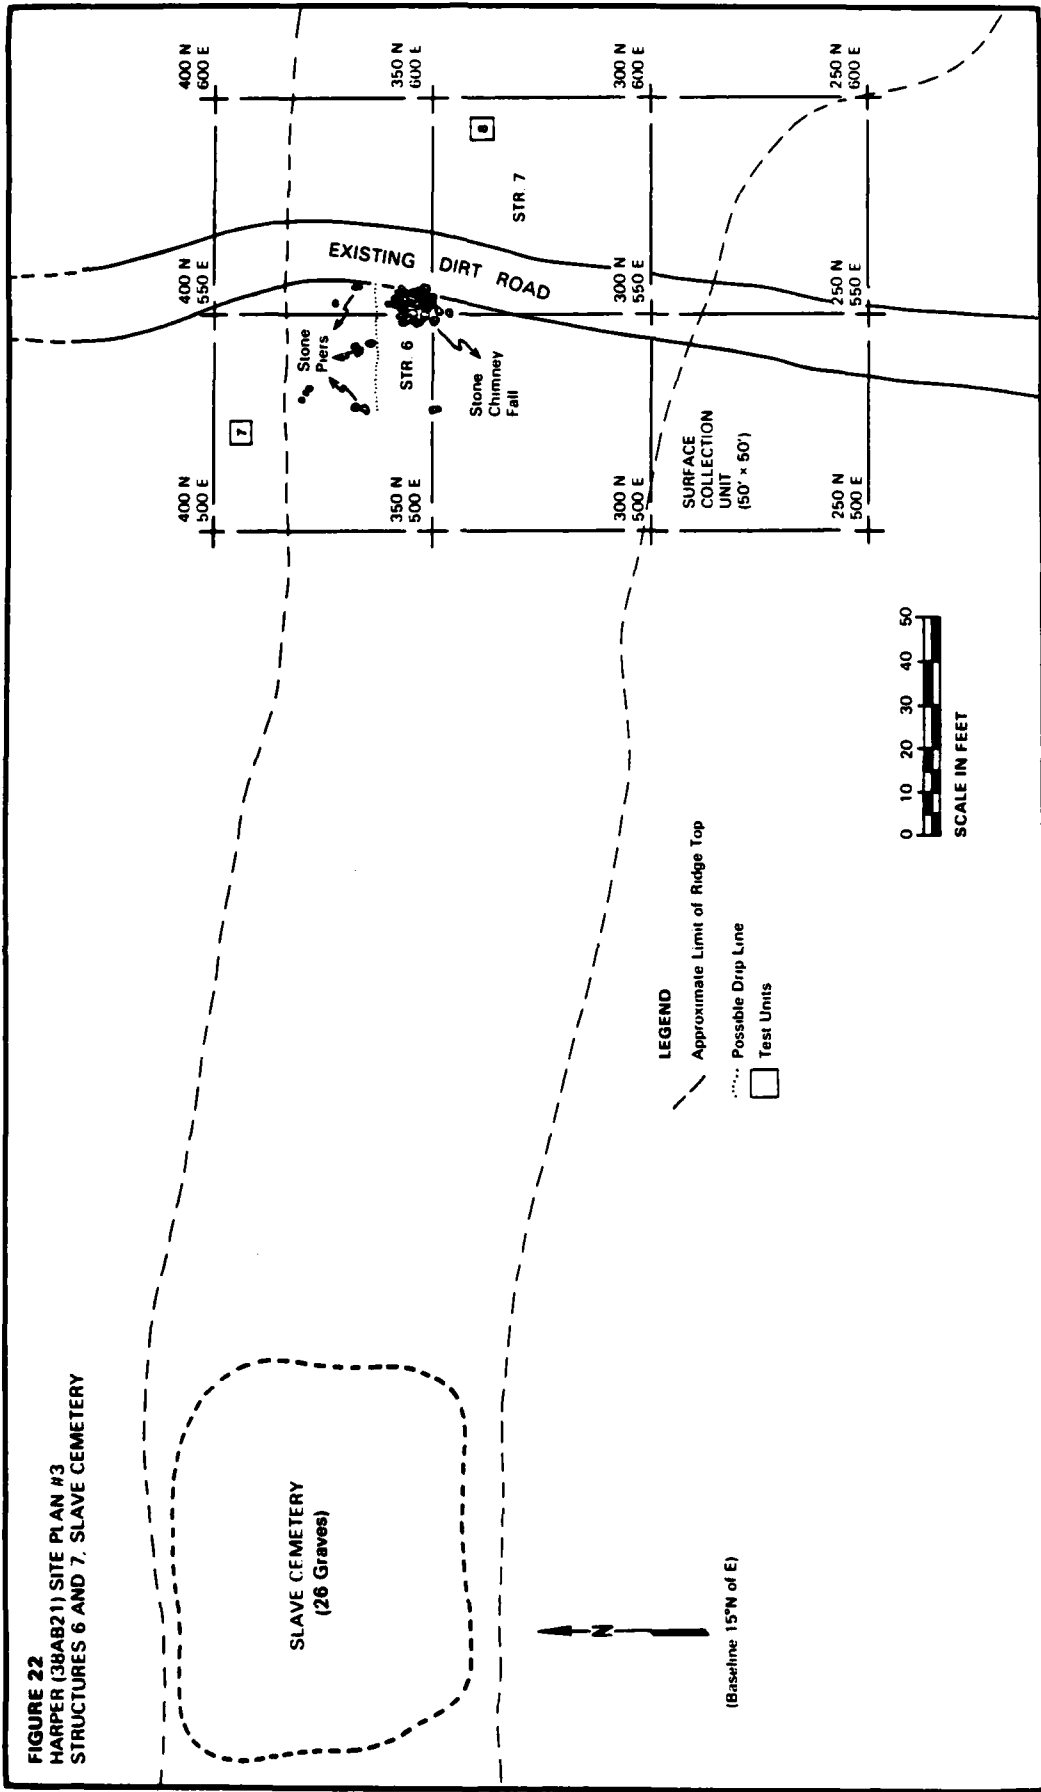 FIGURE 22
HARPER (38AB21) SITE PLAN #3
STRUCTURES 6 AND 7, SLAVE CEMETERY
SLAVE CEMETERY
(26 Graves)
N
(Baseline 15°N of E)
LEGEND
Approximate Limit of Ridge Top
Possible Drip Line
Test Units
0 10 20 30 40 50
SCALE IN FEET
400 N
500 E
400 N
550 E
400 N
600 E
7
Stone
Piers
EXISTING DIRT ROAD
STR. 6
350 N
500 E
350 N
600 E
Stone
Chimney
Fall
8
STR. 7
300 N
500 E
300 N
550 E
300 N
600 E
SURFACE
COLLECTION
UNIT
(50' × 50')
250 N
500 E
250 N
550 E
250 N
600 E